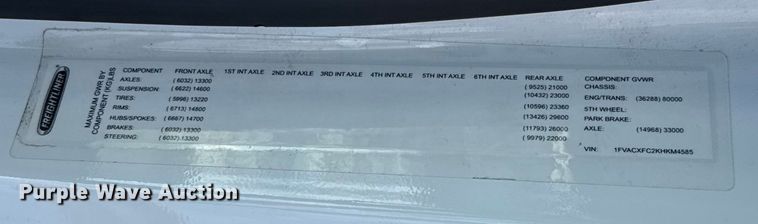 FREIGHTLINER
MAXIMUM GWR BY
COMPONENT (KG)/LBS
COMPONENT FRONT AXLE 1ST INT AXLE 2ND INT AXLE 3RD INT AXLE 4TH INT AXLE 5TH INT AXLE 6TH INT AXLE REAR AXLE COMPONENT GVWR
AXLES: (6032) 13300 (9525) 21000 CHASSIS:
SUSPENSION: (6622) 14600 (10432) 23000 ENG/TRANS: (36288) 80000
TIRES: (5996) 13220 (10596) 23360 5TH WHEEL:
RIMS: (6713) 14800 (13426) 29600 PARK BRAKE:
HUBS/SPOKES: (6667) 14700
BRAKES: (6032) 13300 (11793) 26000 AXLE: (14968) 33000
STEERING: (6032) 13300 (9979) 22000
VIN: 1FVACXFC2KHKM4585
Purple Wave Auction